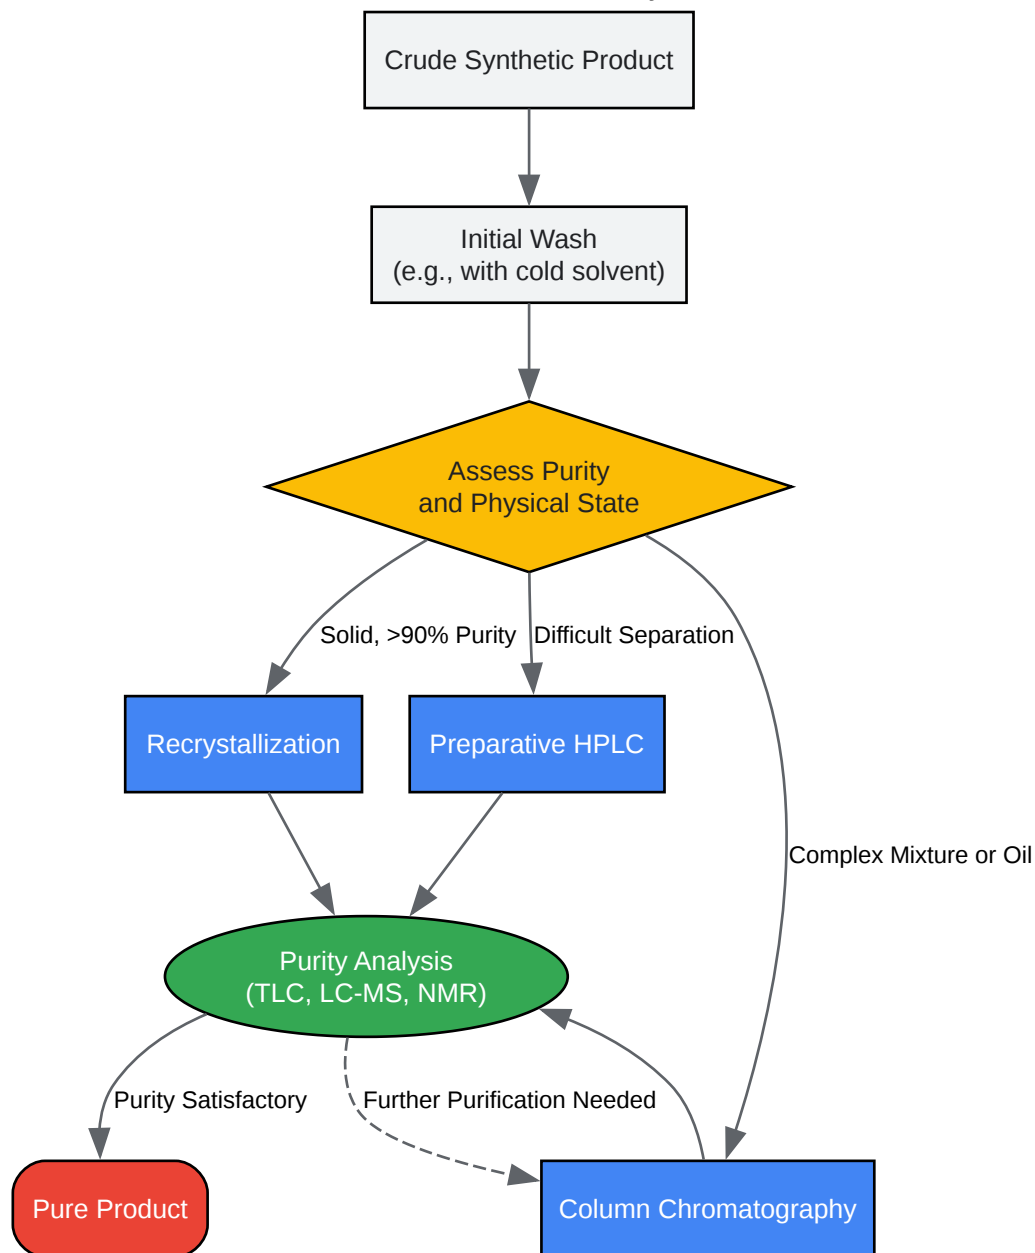 Crude Synthetic Product
Initial Wash
(e.g., with cold solvent)
Assess Purity
and Physical State
Solid, >90% Purity
Difficult Separation
Recrystallization
Preparative HPLC
Complex Mixture or Oil
Purity Analysis
(TLC, LC-MS, NMR)
Purity Satisfactory
Further Purification Needed
Pure Product
Column Chromatography